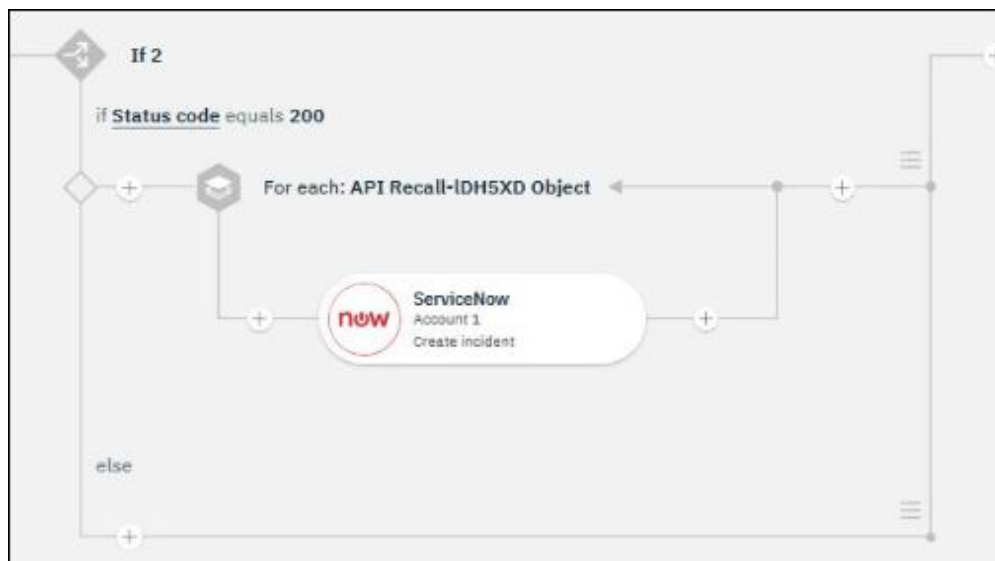 If 2
if Status code equals 200
For each: API Recall-lDH5XD Object
now
ServiceNow
Account 1
Create incident
else